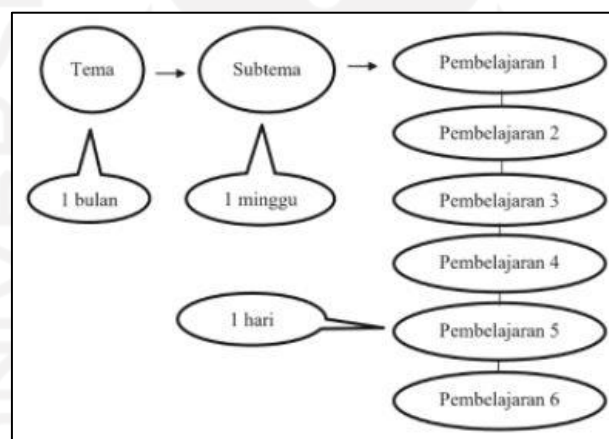 Tema
Subtema
Pembelajaran 1
Pembelajaran 2
1 bulan
1 minggu
Pembelajaran 3
Pembelajaran 4
1 hari
Pembelajaran 5
Pembelajaran 6